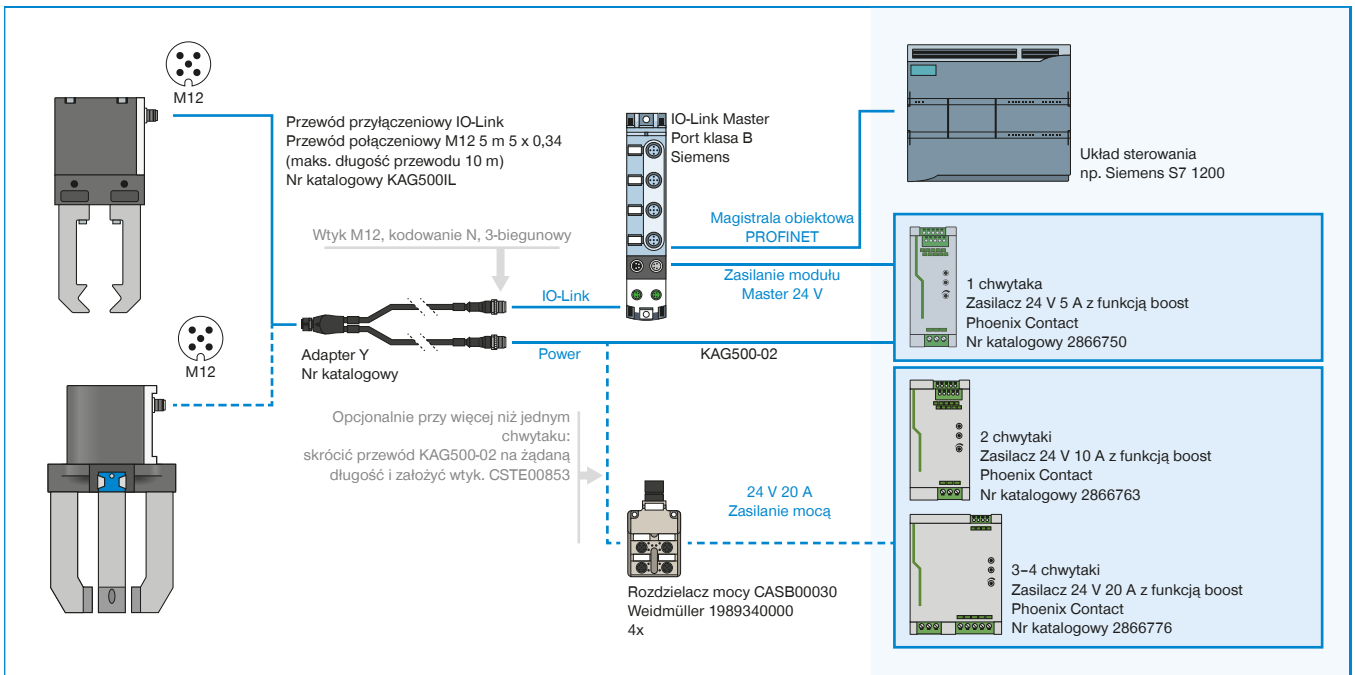 M12
Przewód przyłączeniowy IO-Link
Przewód połączeniowy M12 5 m 5 x 0,34
(maks. długość przewodu 10 m)
Nr katalogowy KAG500IL
IO-Link Master
Port klasa B
Siemens
Układ sterowania
np. Siemens S7 1200
Wtyk M12, kodowanie N, 3-biegunowy
Magistrala obiektowa
PROFINET
Zasilanie modułu
Master 24 V
1 chwytaka
Zasilacz 24 V 5 A z funkcją boost
Phoenix Contact
Nr katalogowy 2866750
IO-Link
M12
Adapter Y
Nr katalogowy
Power
KAG500-02
Opcjonalnie przy więcej niż jednym
chwytaku:
skrócić przewód KAG500-02 na żądaną
długość i założyć wtyk. CSTE00853
2 chwytaki
Zasilacz 24 V 10 A z funkcją boost
Phoenix Contact
Nr katalogowy 2866763
24 V 20 A
Zasilanie mocą
3–4 chwytaki
Zasilacz 24 V 20 A z funkcją boost
Phoenix Contact
Nr katalogowy 2866776
Rozdzielacz mocy CASB00030
Weidmüller 1989340000
4x